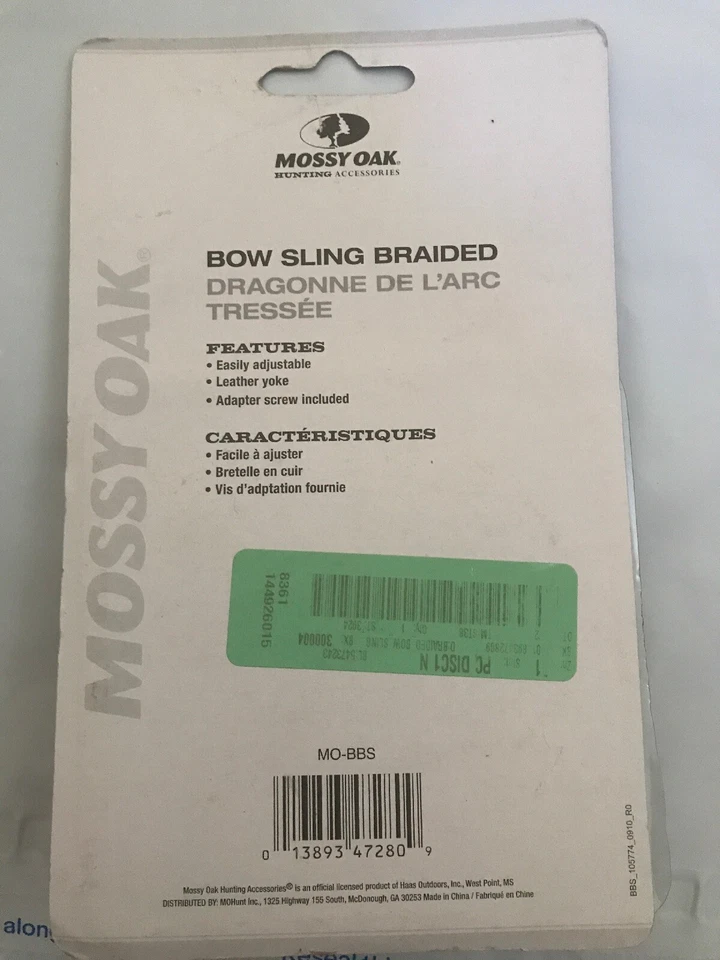 MOSSY OAK®
HUNTING ACCESSORIES
MOSSY OAK®
BOW SLING BRAIDED
DRAGONNE DE L'ARC
TRESSÉE
FEATURES
• Easily adjustable
• Leather yoke
• Adapter screw included
CARACTÉRISTIQUES
• Facile à ajuster
• Bretelle en cuir
• Vis d'adptation fournie
8361
144926015
PC DISC1 N
BRAIDED BOW SLING
300004
MO-BBS
0 13893 47280 9
BBS_105774_0910_R0
Mossy Oak Hunting Accessories® is an official licensed product of Haas Outdoors, Inc., West Point, MS
DISTRIBUTED BY: MOHunt Inc., 1325 Highway 155 South, McDonough, GA 30253 Made in China / Fabriqué en Chine
along